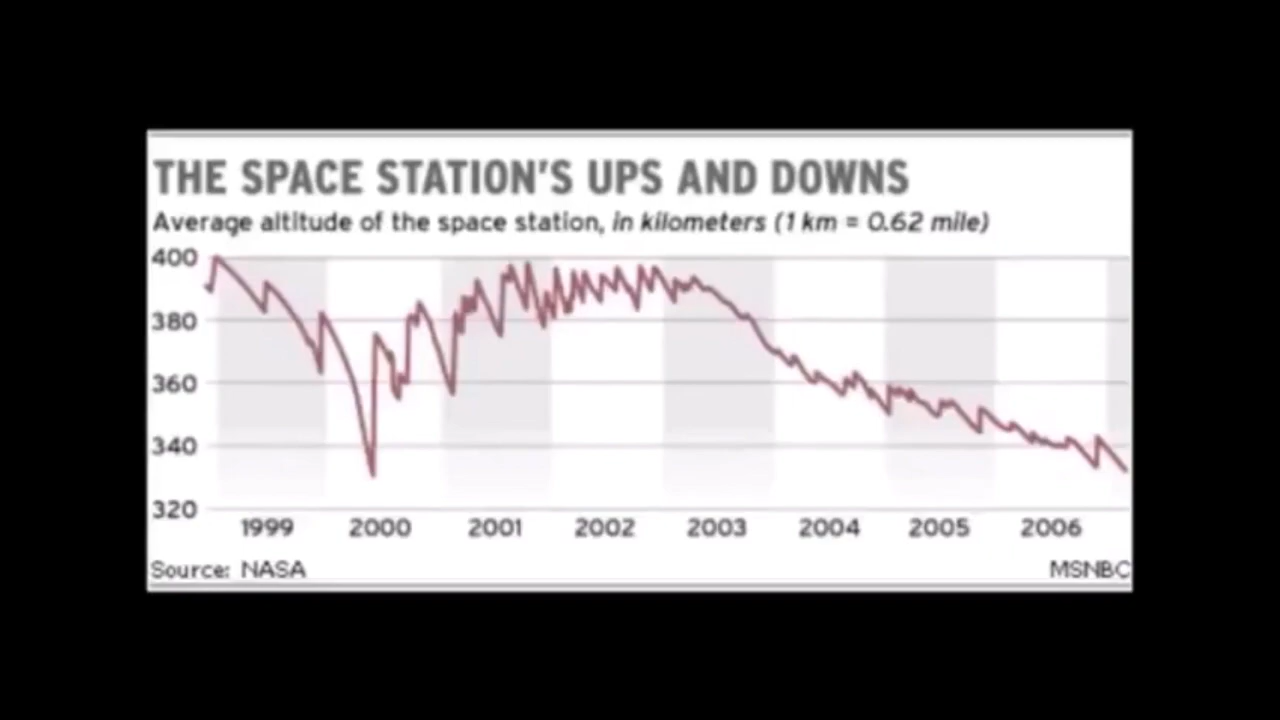 THE SPACE STATION'S UPS AND DOWNS
Average altitude of the space station, in kilometers (1 km = 0.62 mile)
400
380
360
340
320
1999 2000 2001 2002 2003 2004 2005 2006
Source: NASA MSNBC